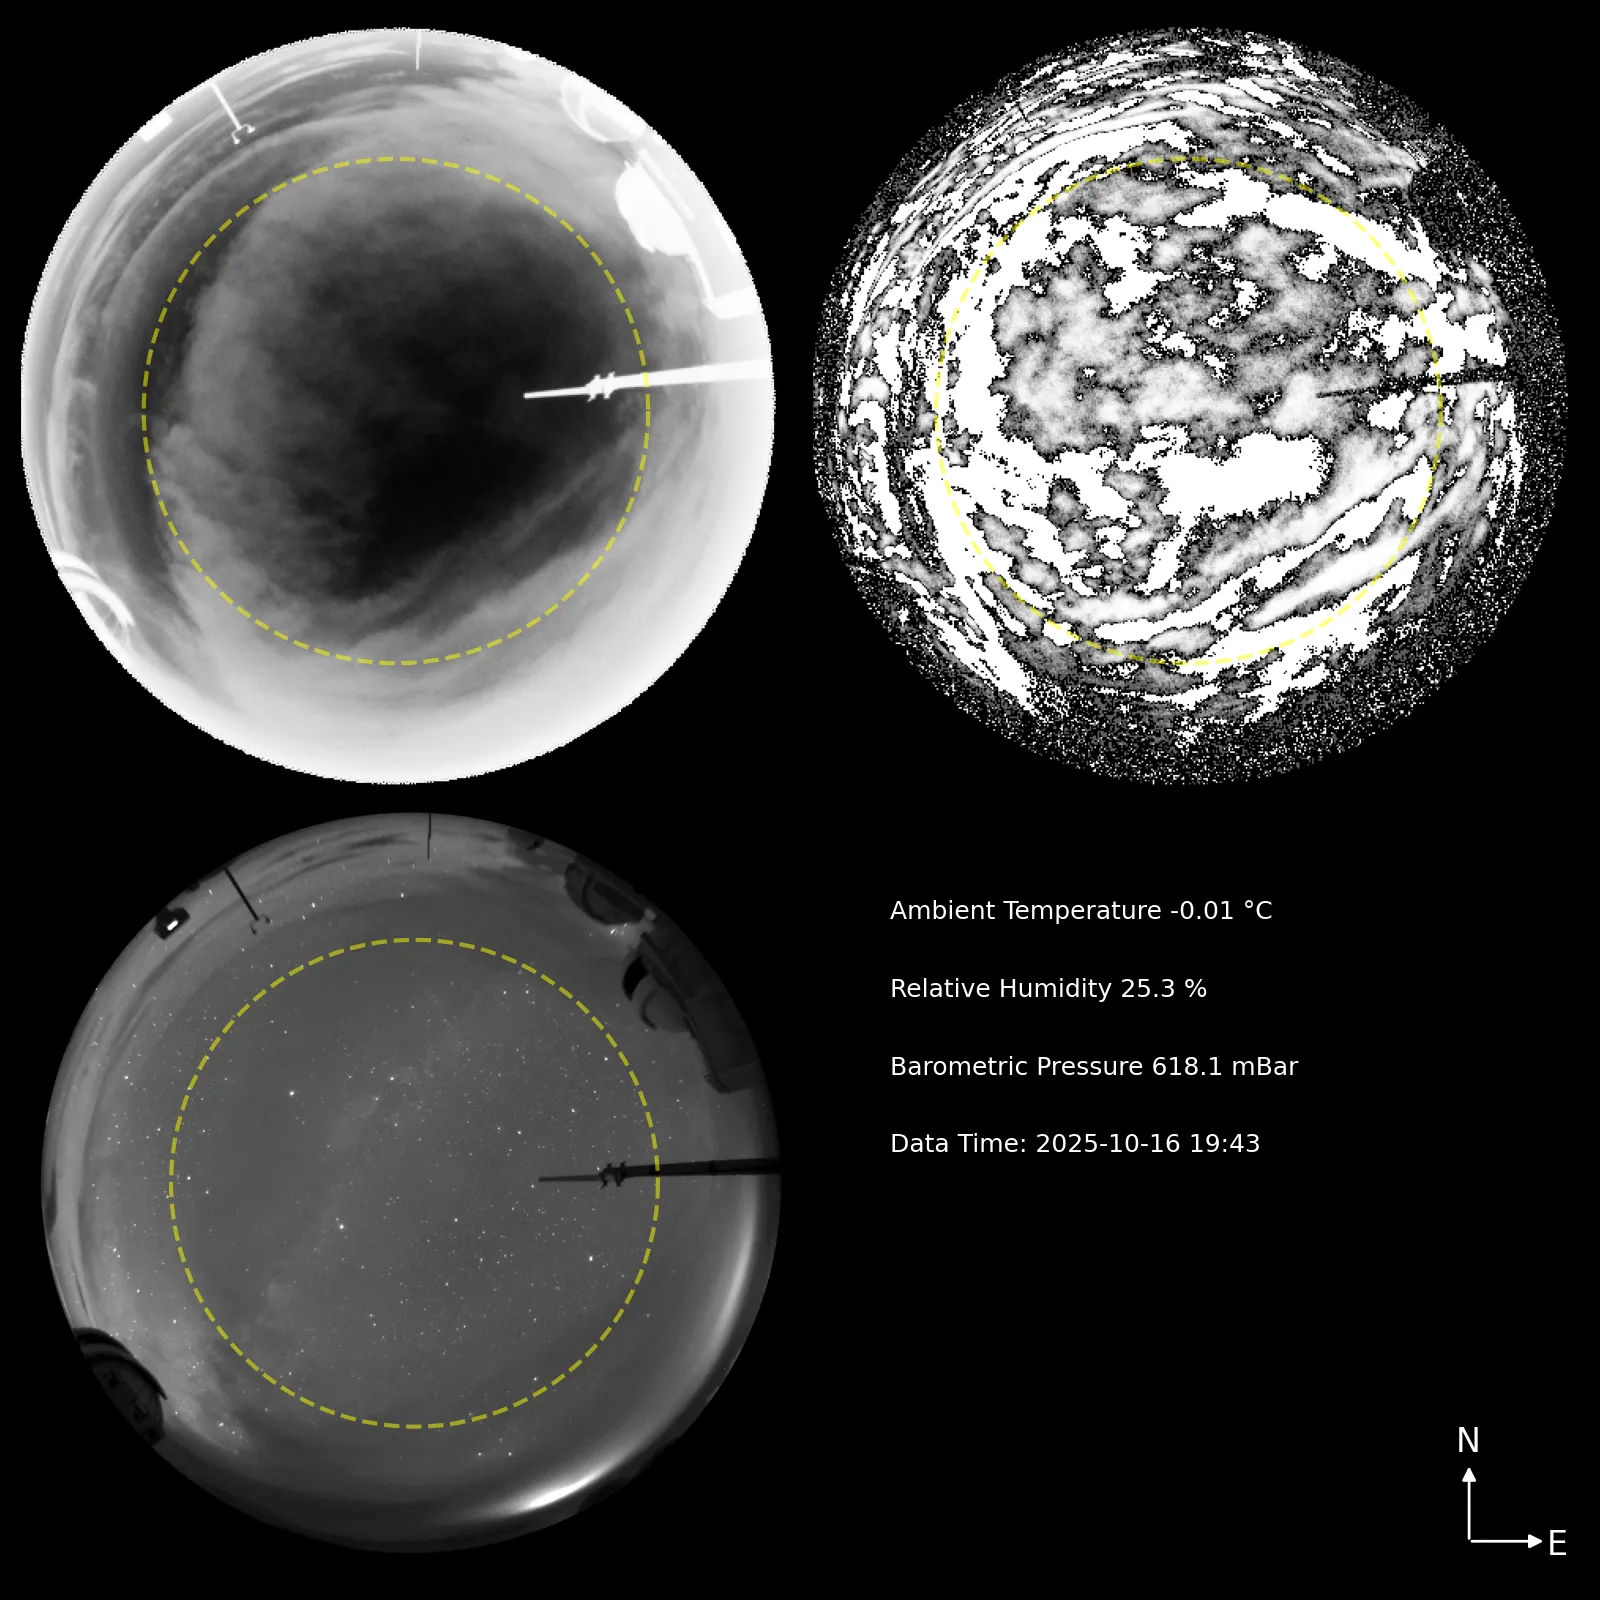 Ambient Temperature -0.01 °C
Relative Humidity 25.3 %
Barometric Pressure 618.1 mBar
Data Time: 2025-10-16 19:43
N
E